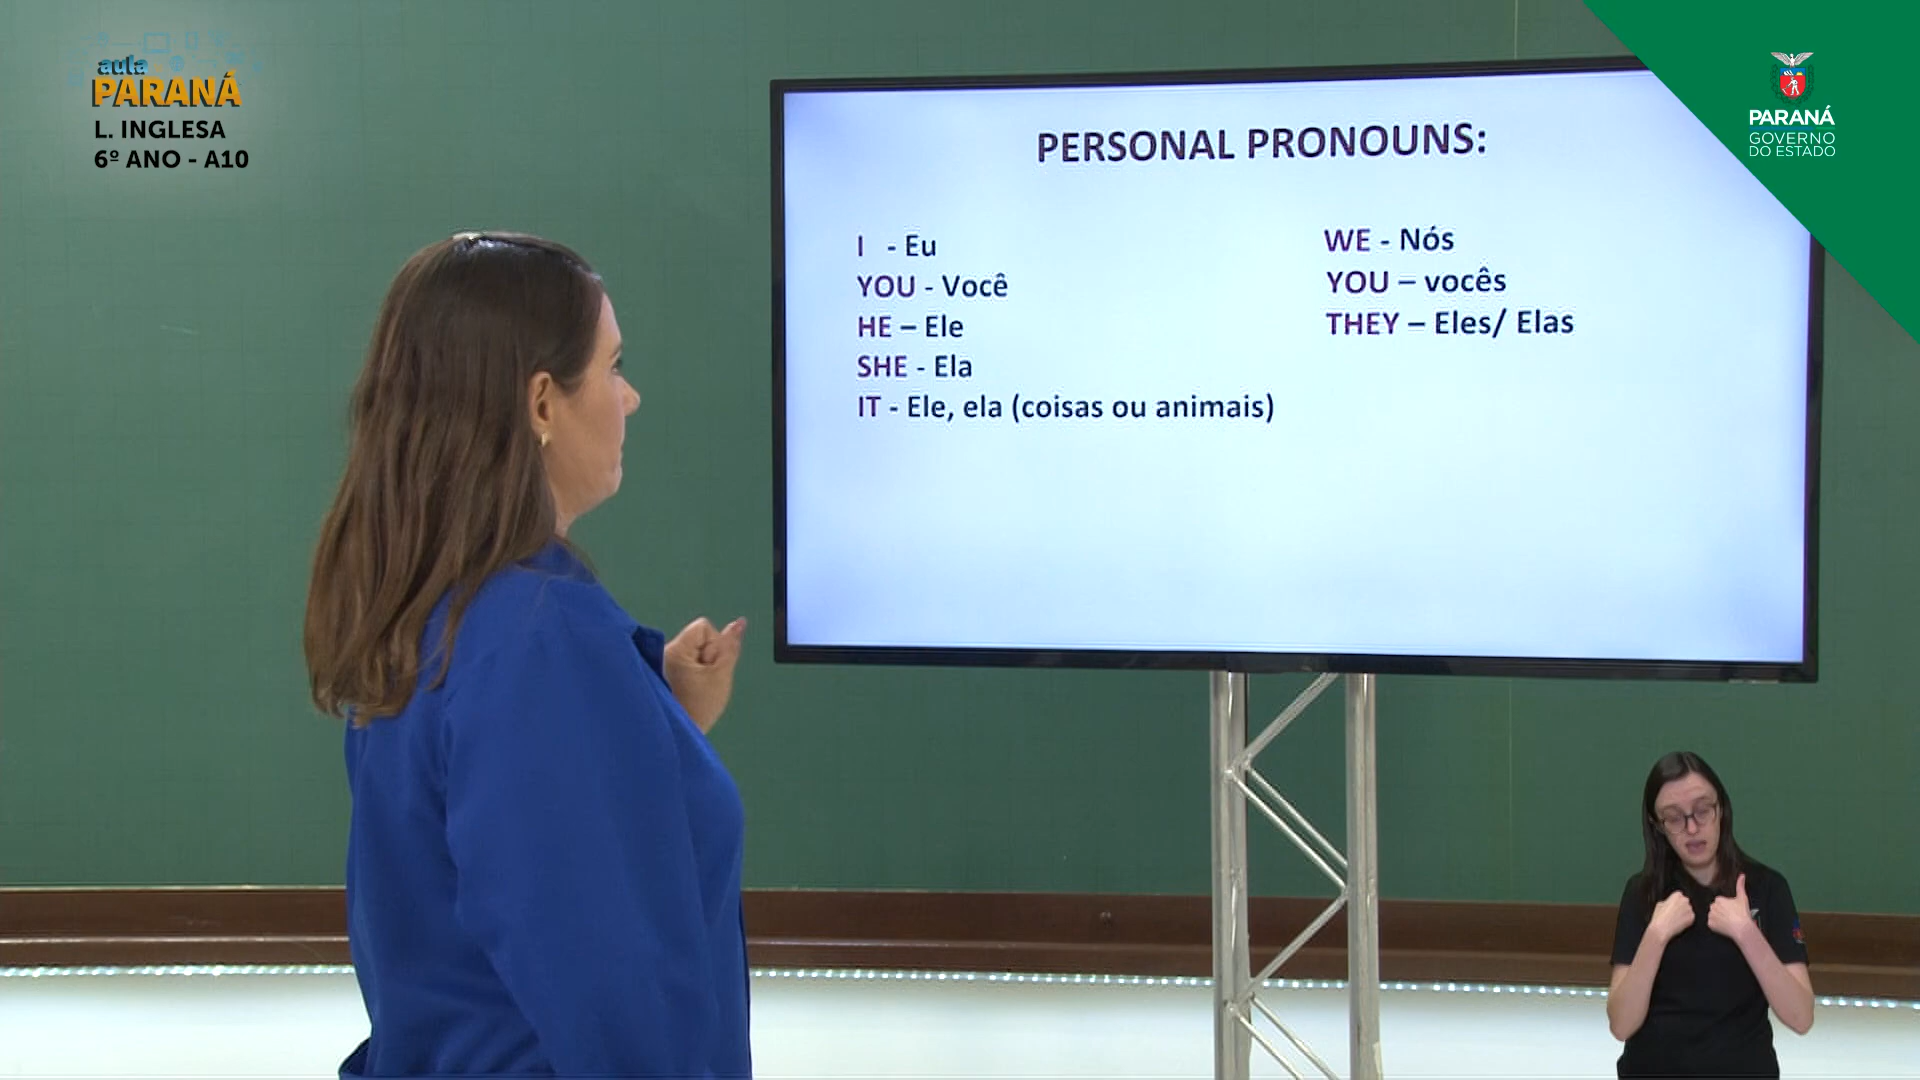 aula
PARANÁ
L. INGLESA
6º ANO - A10
PERSONAL PRONOUNS:
I - Eu
YOU - Você
HE – Ele
SHE - Ela
IT - Ele, ela (coisas ou animais)
WE - Nós
YOU – vocês
THEY – Eles/ Elas
PARANÁ
GOVERNO
DO ESTADO